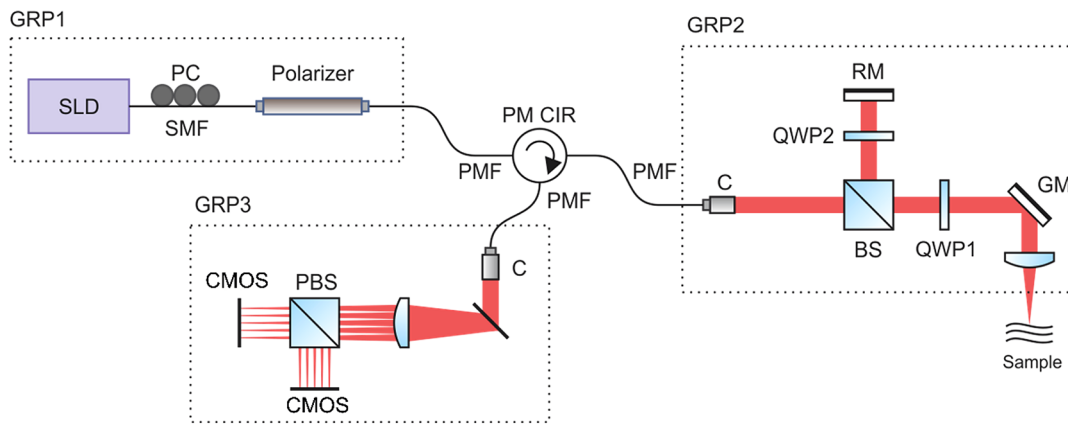 GRP1
SLD
PC
SMF
Polarizer
PMF
PM CIR
PMF
PMF
GRP2
RM
QWP2
C
BS
QWP1
GM
Sample
GRP3
C
CMOS
PBS
CMOS